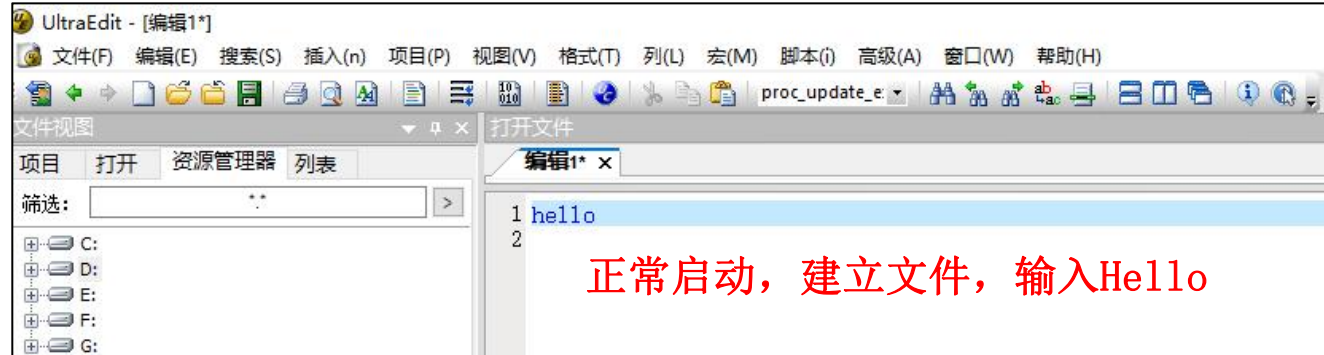 UltraEdit - [编辑1*]
文件(F) 编辑(E) 搜索(S) 插入(n) 项目(P) 视图(V) 格式(T) 列(L) 宏(M) 脚本(i) 高级(A) 窗口(W) 帮助(H)
proc_update_e:
文件视图
打开文件
项目 打开 资源管理器 列表
编辑1* ×
筛选: *.* >
1 hello
2
C:
D:
E:
F:
G:
正常启动，建立文件，输入Hello